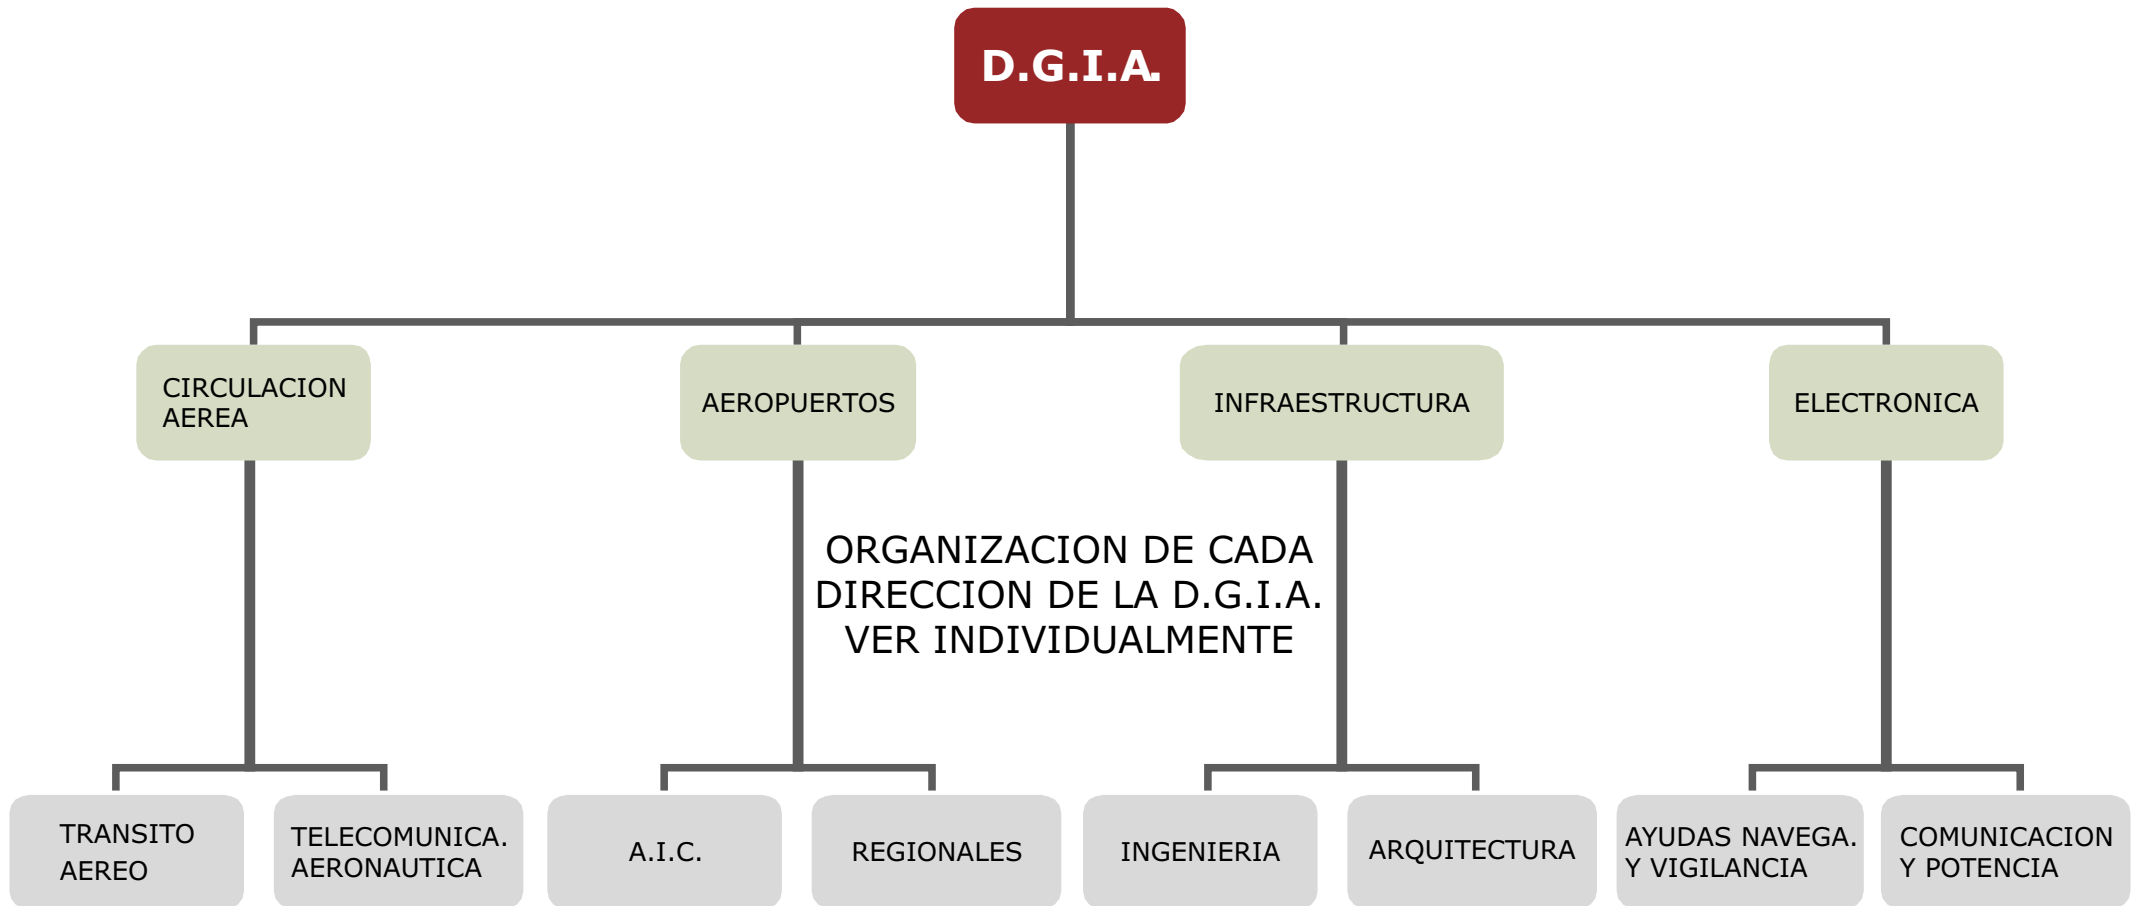 D.G.I.A.
CIRCULACION
AEREA
AEROPUERTOS
INFRAESTRUCTURA
ELECTRONICA
ORGANIZACION DE CADA
DIRECCION DE LA D.G.I.A.
VER INDIVIDUALMENTE
TRANSITO
AEREO
TELECOMUNICA.
AERONAUTICA
A.I.C.
REGIONALES
INGENIERIA
ARQUITECTURA
AYUDAS NAVEGA.
Y VIGILANCIA
COMUNICACION
Y POTENCIA